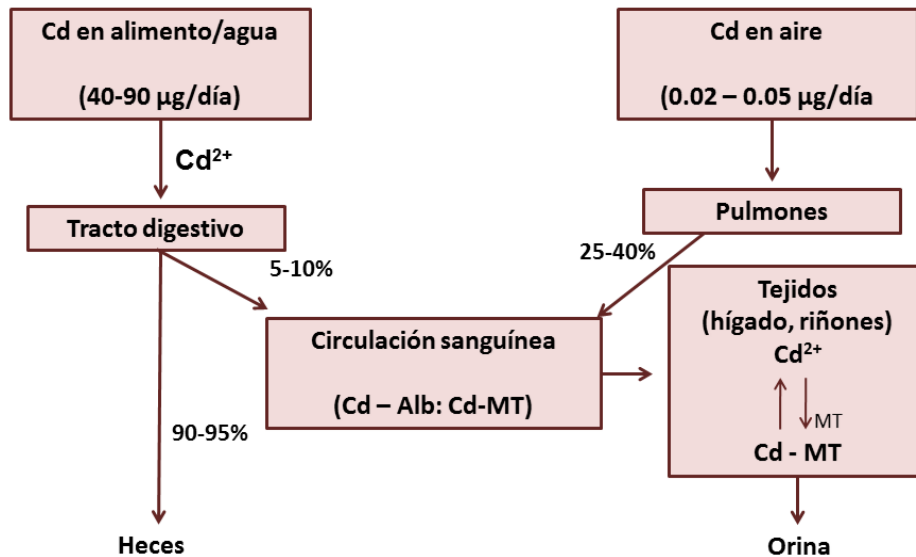 Cd en alimento/agua
(40-90 µg/día)
Cd en aire
(0.02 – 0.05 µg/día
Cd²⁺
Tracto digestivo
Pulmones
5-10%
25-40%
Circulación sanguínea
(Cd – Alb: Cd-MT)
Tejidos
(hígado, riñones)
Cd²⁺
MT
Cd - MT
90-95%
Heces
Orina